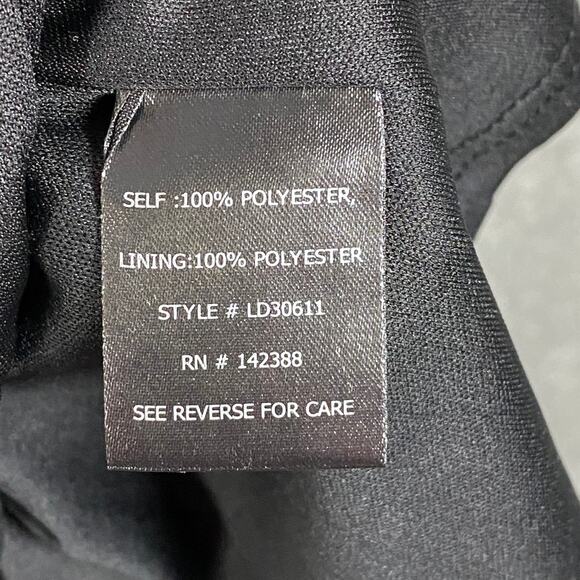 SELF :100% POLYESTER,
LINING:100% POLYESTER
STYLE # LD30611
RN # 142388
SEE REVERSE FOR CARE